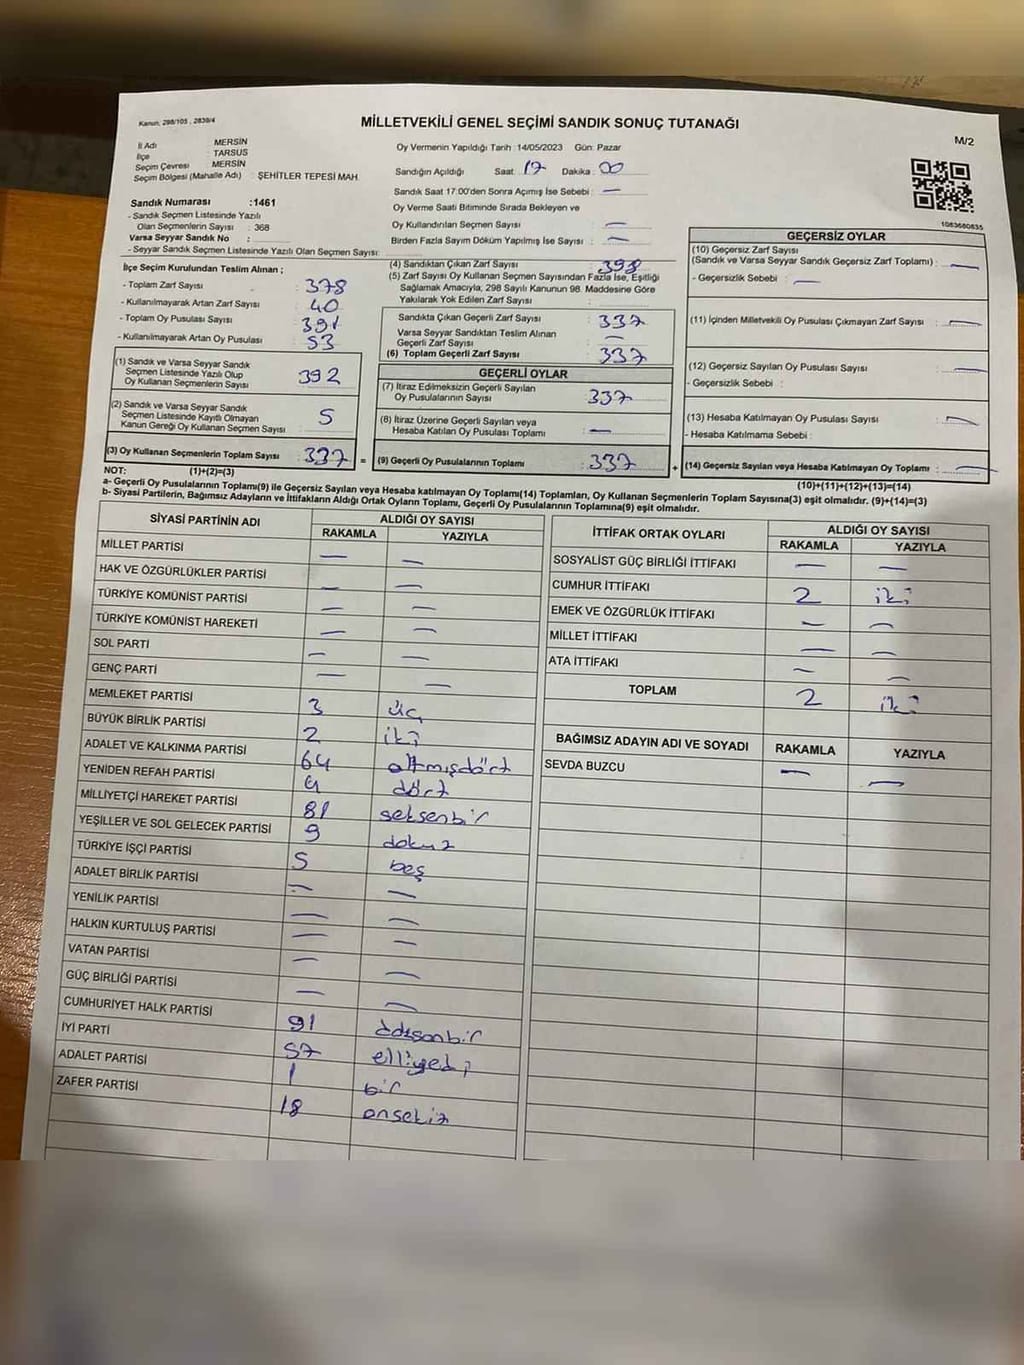 Kanun, 298/105 , 2839/4
MİLLETVEKİLİ GENEL SEÇİMİ SANDIK SONUÇ TUTANAĞI
M/2
İl Adı MERSİN
İlçe TARSUS
Seçim Çevresi MERSİN
Seçim Bölgesi (Mahalle Adı) : ŞEHİTLER TEPESİ MAH.
Oy Vermenin Yapıldığı Tarih :14/05/2023 Gün: Pazar
Sandığın Açıldığı Saat : 17 Dakika : 00
Sandık Saat 17:00'den Sonra Açımış İse Sebebi : —
Oy Verme Saati Bitiminde Sırada Bekleyen ve
Oy Kullandırılan Seçmen Sayısı : —
Birden Fazla Sayım Döküm Yapılmış İse Sayısı : —
Sandık Numarası :1461
- Sandık Seçmen Listesinde Yazılı
Olan Seçmenlerin Sayısı : 368
Varsa Seyyar Sandık No :
- Seyyar Sandık Listesinde Yazılı Olan Seçmen Sayısı:
1083680835
İlçe Seçim Kurulundan Teslim Alınan ;
- Toplam Zarf Sayısı : 378
- Kullanılmayarak Artan Zarf Sayısı : 40
- Toplam Oy Pusulası Sayısı : 391
- Kullanılmayarak Artan Oy Pusulası : 53
(1) Sandık ve Varsa Seyyar Sandık
Seçmen Listesinde Yazılı Olup
Oy Kullanan Seçmenlerin Sayısı : 392
(2) Sandık ve Varsa Seyyar Sandık
Seçmen Listesinde Kayıtlı Olmayan
Kanun Gereği Oy Kullanan Seçmen Sayısı : 5
(3) Oy Kullanan Seçmenlerin Toplam Sayısı : 337
(4) Sandıktan Çıkan Zarf Sayısı : 398
(5) Zarf Sayısı Oy Kullanan Seçmen Sayısından Fazla İse, Eşitliği
Sağlamak Amacıyla, 298 Sayılı Kanunun 98. Maddesine Göre
Yakılarak Yok Edilen Zarf Sayısı :
Sandıkta Çıkan Geçerli Zarf Sayısı : 337
Varsa Seyyar Sandıktan Teslim Alınan
Geçerli Zarf Sayısı : —
(6) Toplam Geçerli Zarf Sayısı : 337
GEÇERLİ OYLAR
(7) İtiraz Edilmeksizin Geçerli Sayılan
Oy Pusulalarının Sayısı : 337
(8) İtiraz Üzerine Geçerli Sayılan veya
Hesaba Katılan Oy Pusulası Toplamı : —
= (9) Geçerli Oy Pusulalarının Toplamı : 337
GEÇERSİZ OYLAR
(10) Geçersiz Zarf Sayısı
(Sandık ve Varsa Seyyar Sandık Geçersiz Zarf Toplamı) : —
- Geçersizlik Sebebi : —
(11) İçinden Milletvekili Oy Pusulası Çıkmayan Zarf Sayısı : —
(12) Geçersiz Sayılan Oy Pusulası Sayısı : —
- Geçersizlik Sebebi :
(13) Hesaba Katılmayan Oy Pusulası Sayısı : —
- Hesaba Katılmama Sebebi :
+ (14) Geçersiz Sayılan veya Hesaba Katılmayan Oy Toplamı : —
NOT: (1)+(2)=(3)
(10)+(11)+(12)+(13)=(14)
a- Geçerli Oy Pusulalarının Toplamı(9) ile Geçersiz Sayılan veya Hesaba katılmayan Oy Toplamı(14) Toplamları, Oy Kullanan Seçmenlerin Toplam Sayısına(3) eşit olmalıdır. (9)+(14)=(3)
b- Siyasi Partilerin, Bağımsız Adayların ve İttifakların Aldığı Ortak Oyların Toplamı, Geçerli Oy Pusulalarının Toplamına(9) eşit olmalıdır.
SİYASİ PARTİNİN ADI ALDIĞI OY SAYISI
RAKAMLA YAZIYLA
MİLLET PARTİSİ — —
HAK VE ÖZGÜRLÜKLER PARTİSİ — —
TÜRKİYE KOMÜNİST PARTİSİ — —
TÜRKİYE KOMÜNİST HAREKETİ — —
SOL PARTİ — —
GENÇ PARTİ — —
MEMLEKET PARTİSİ 3 üç
BÜYÜK BİRLİK PARTİSİ 2 iki
ADALET VE KALKINMA PARTİSİ 64 altmışdört
YENİDEN REFAH PARTİSİ 4 dört
MİLLİYETÇİ HAREKET PARTİSİ 81 seksenbir
YEŞİLLER VE SOL GELECEK PARTİSİ 9 dokuz
TÜRKİYE İŞÇİ PARTİSİ 5 beş
ADALET BİRLİK PARTİSİ — —
YENİLİK PARTİSİ — —
HALKIN KURTULUŞ PARTİSİ — —
VATAN PARTİSİ — —
GÜÇ BİRLİĞİ PARTİSİ — —
CUMHURİYET HALK PARTİSİ 91 doksanbir
İYİ PARTİ 57 elliyedi
ADALET PARTİSİ 1 bir
ZAFER PARTİSİ 18 onsekiz
İTTİFAK ORTAK OYLARI ALDIĞI OY SAYISI
RAKAMLA YAZIYLA
SOSYALİST GÜÇ BİRLİĞİ İTTİFAKI — —
CUMHUR İTTİFAKI 2 iki
EMEK VE ÖZGÜRLÜK İTTİFAKI — —
MİLLET İTTİFAKI — —
ATA İTTİFAKI — —
TOPLAM 2 iki
BAĞIMSIZ ADAYIN ADI VE SOYADI RAKAMLA YAZIYLA
SEVDA BUZCU — —